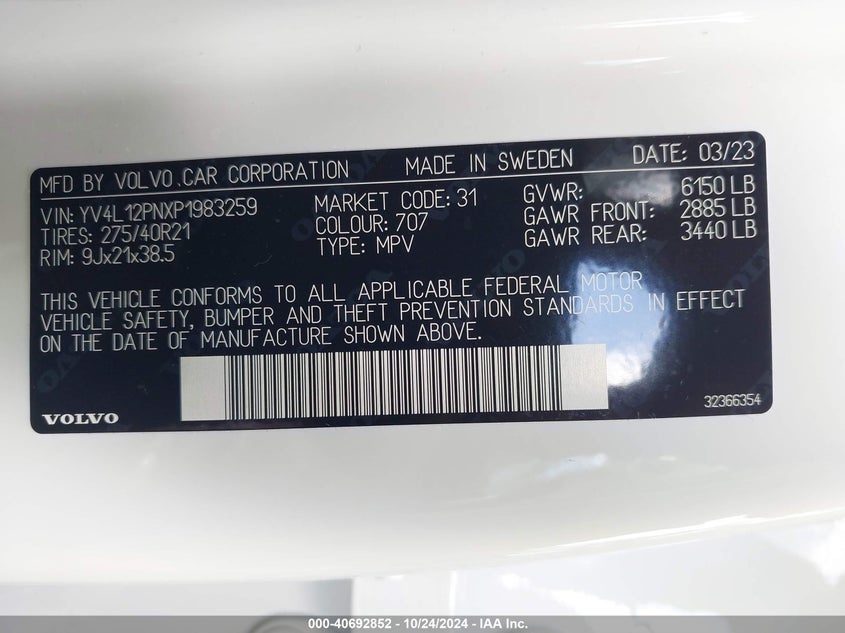 MFD BY VOLVO CAR CORPORATION MADE IN SWEDEN DATE: 03/23
VIN: YV4L12PNXP1983259 MARKET CODE: 31 GVWR: 6150 LB
TIRES: 275/40R21 COLOUR: 707 GAWR FRONT: 2885 LB
RIM: 9Jx21x38.5 TYPE: MPV GAWR REAR: 3440 LB
THIS VEHICLE CONFORMS TO ALL APPLICABLE FEDERAL MOTOR
VEHICLE SAFETY, BUMPER AND THEFT PREVENTION STANDARDS IN EFFECT
ON THE DATE OF MANUFACTURE SHOWN ABOVE.
VOLVO 32366354
000-40692852 / 10/24/2024 - IAA Inc.